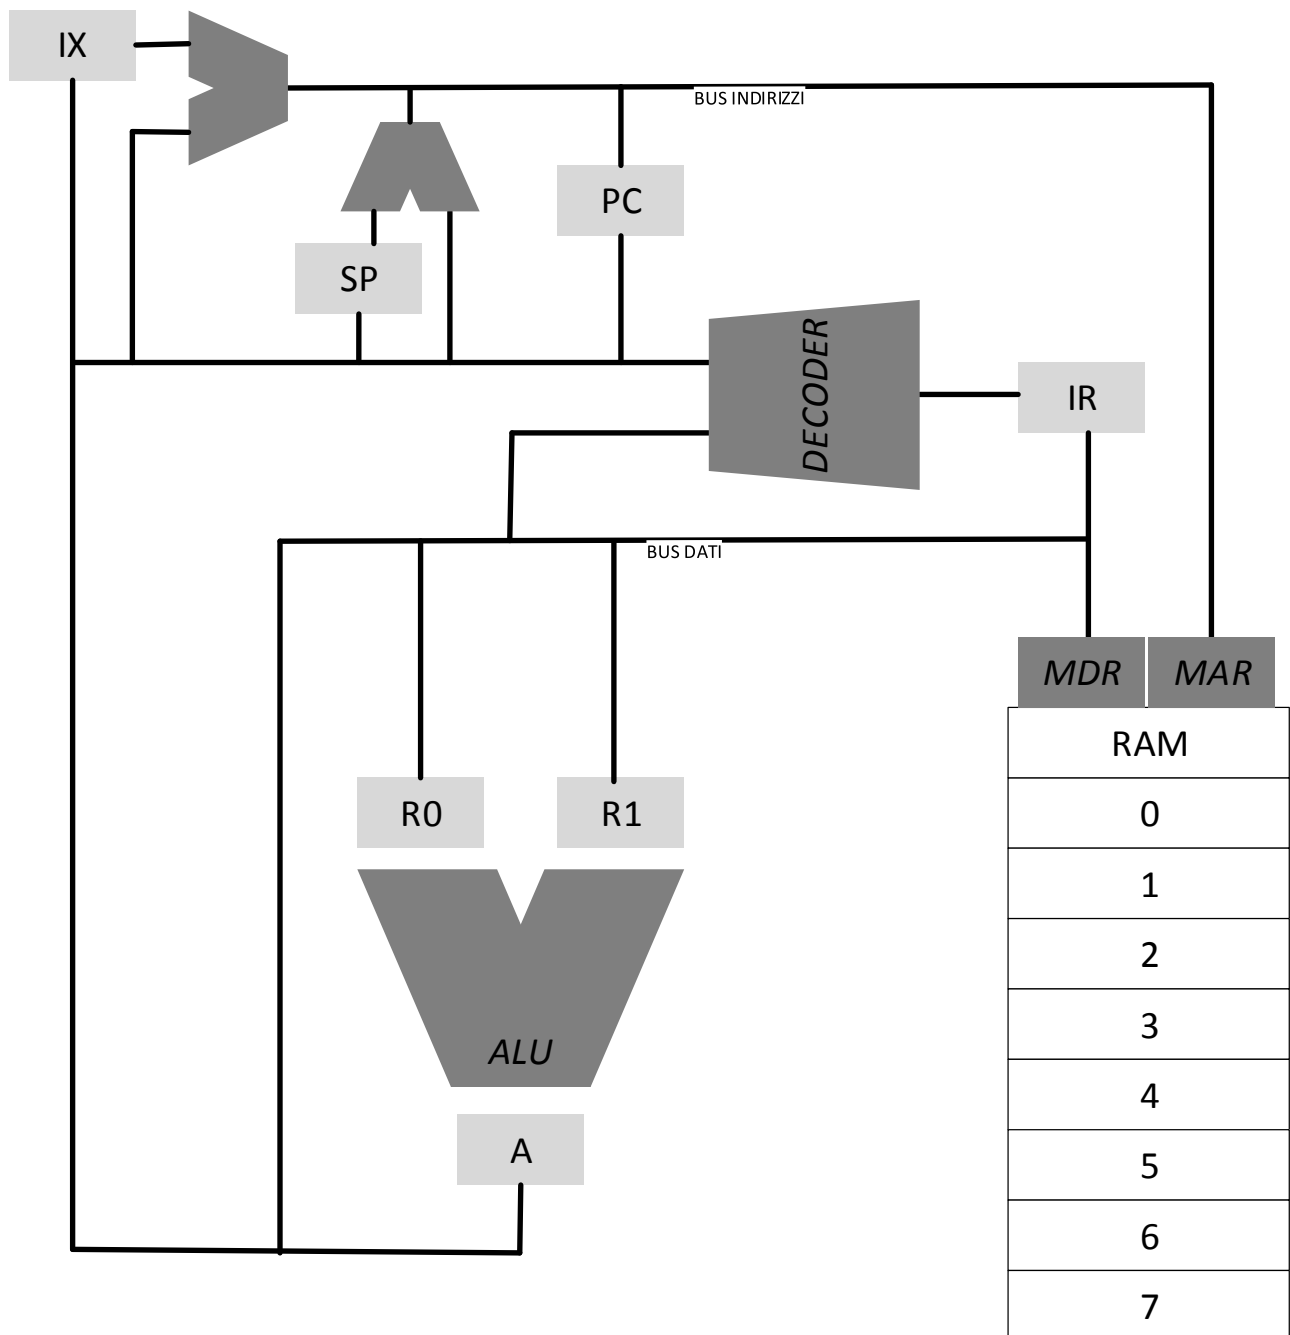 IX
BUS INDIRIZZI
PC
SP
DECODER
IR
BUS DATI
MDR
MAR
RAM
R0
R1
0
1
2
3
ALU
4
A
5
6
7